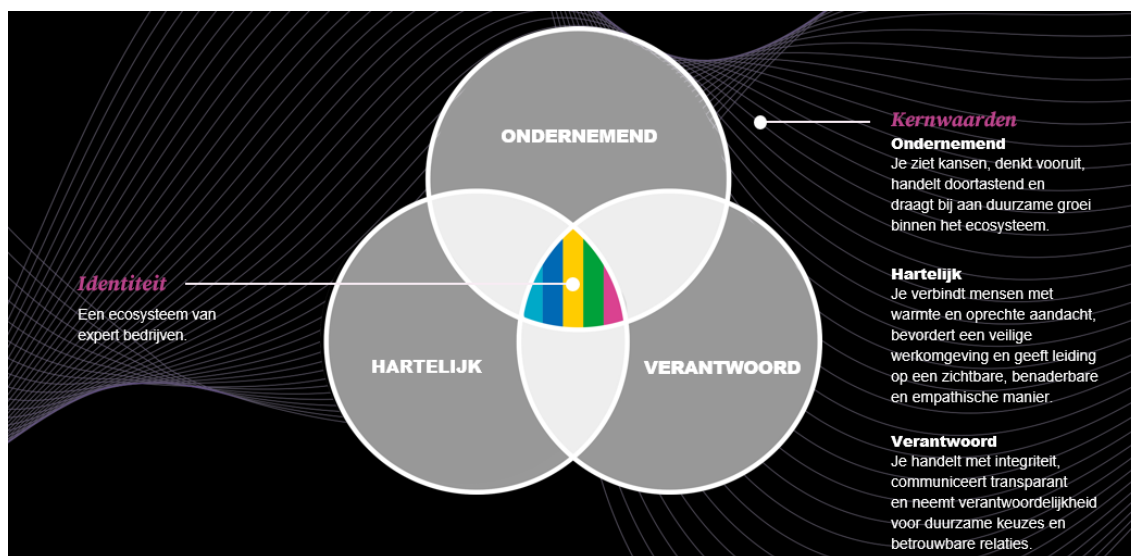 ONDERNEMEND
HARTELIJK
VERANTWOORD
Identiteit
Een ecosysteem van
expert bedrijven.
Kernwaarden
Ondernemend
Je ziet kansen, denkt vooruit,
handelt doortastend en
draagt bij aan duurzame groei
binnen het ecosysteem.
Hartelijk
Je verbindt mensen met
warmte en oprechte aandacht,
bevordert een veilige
werkomgeving en geeft leiding
op een zichtbare, benaderbare
en empathische manier.
Verantwoord
Je handelt met integriteit,
communiceert transparant
en neemt verantwoordelijkheid
voor duurzame keuzes en
betrouwbare relaties.